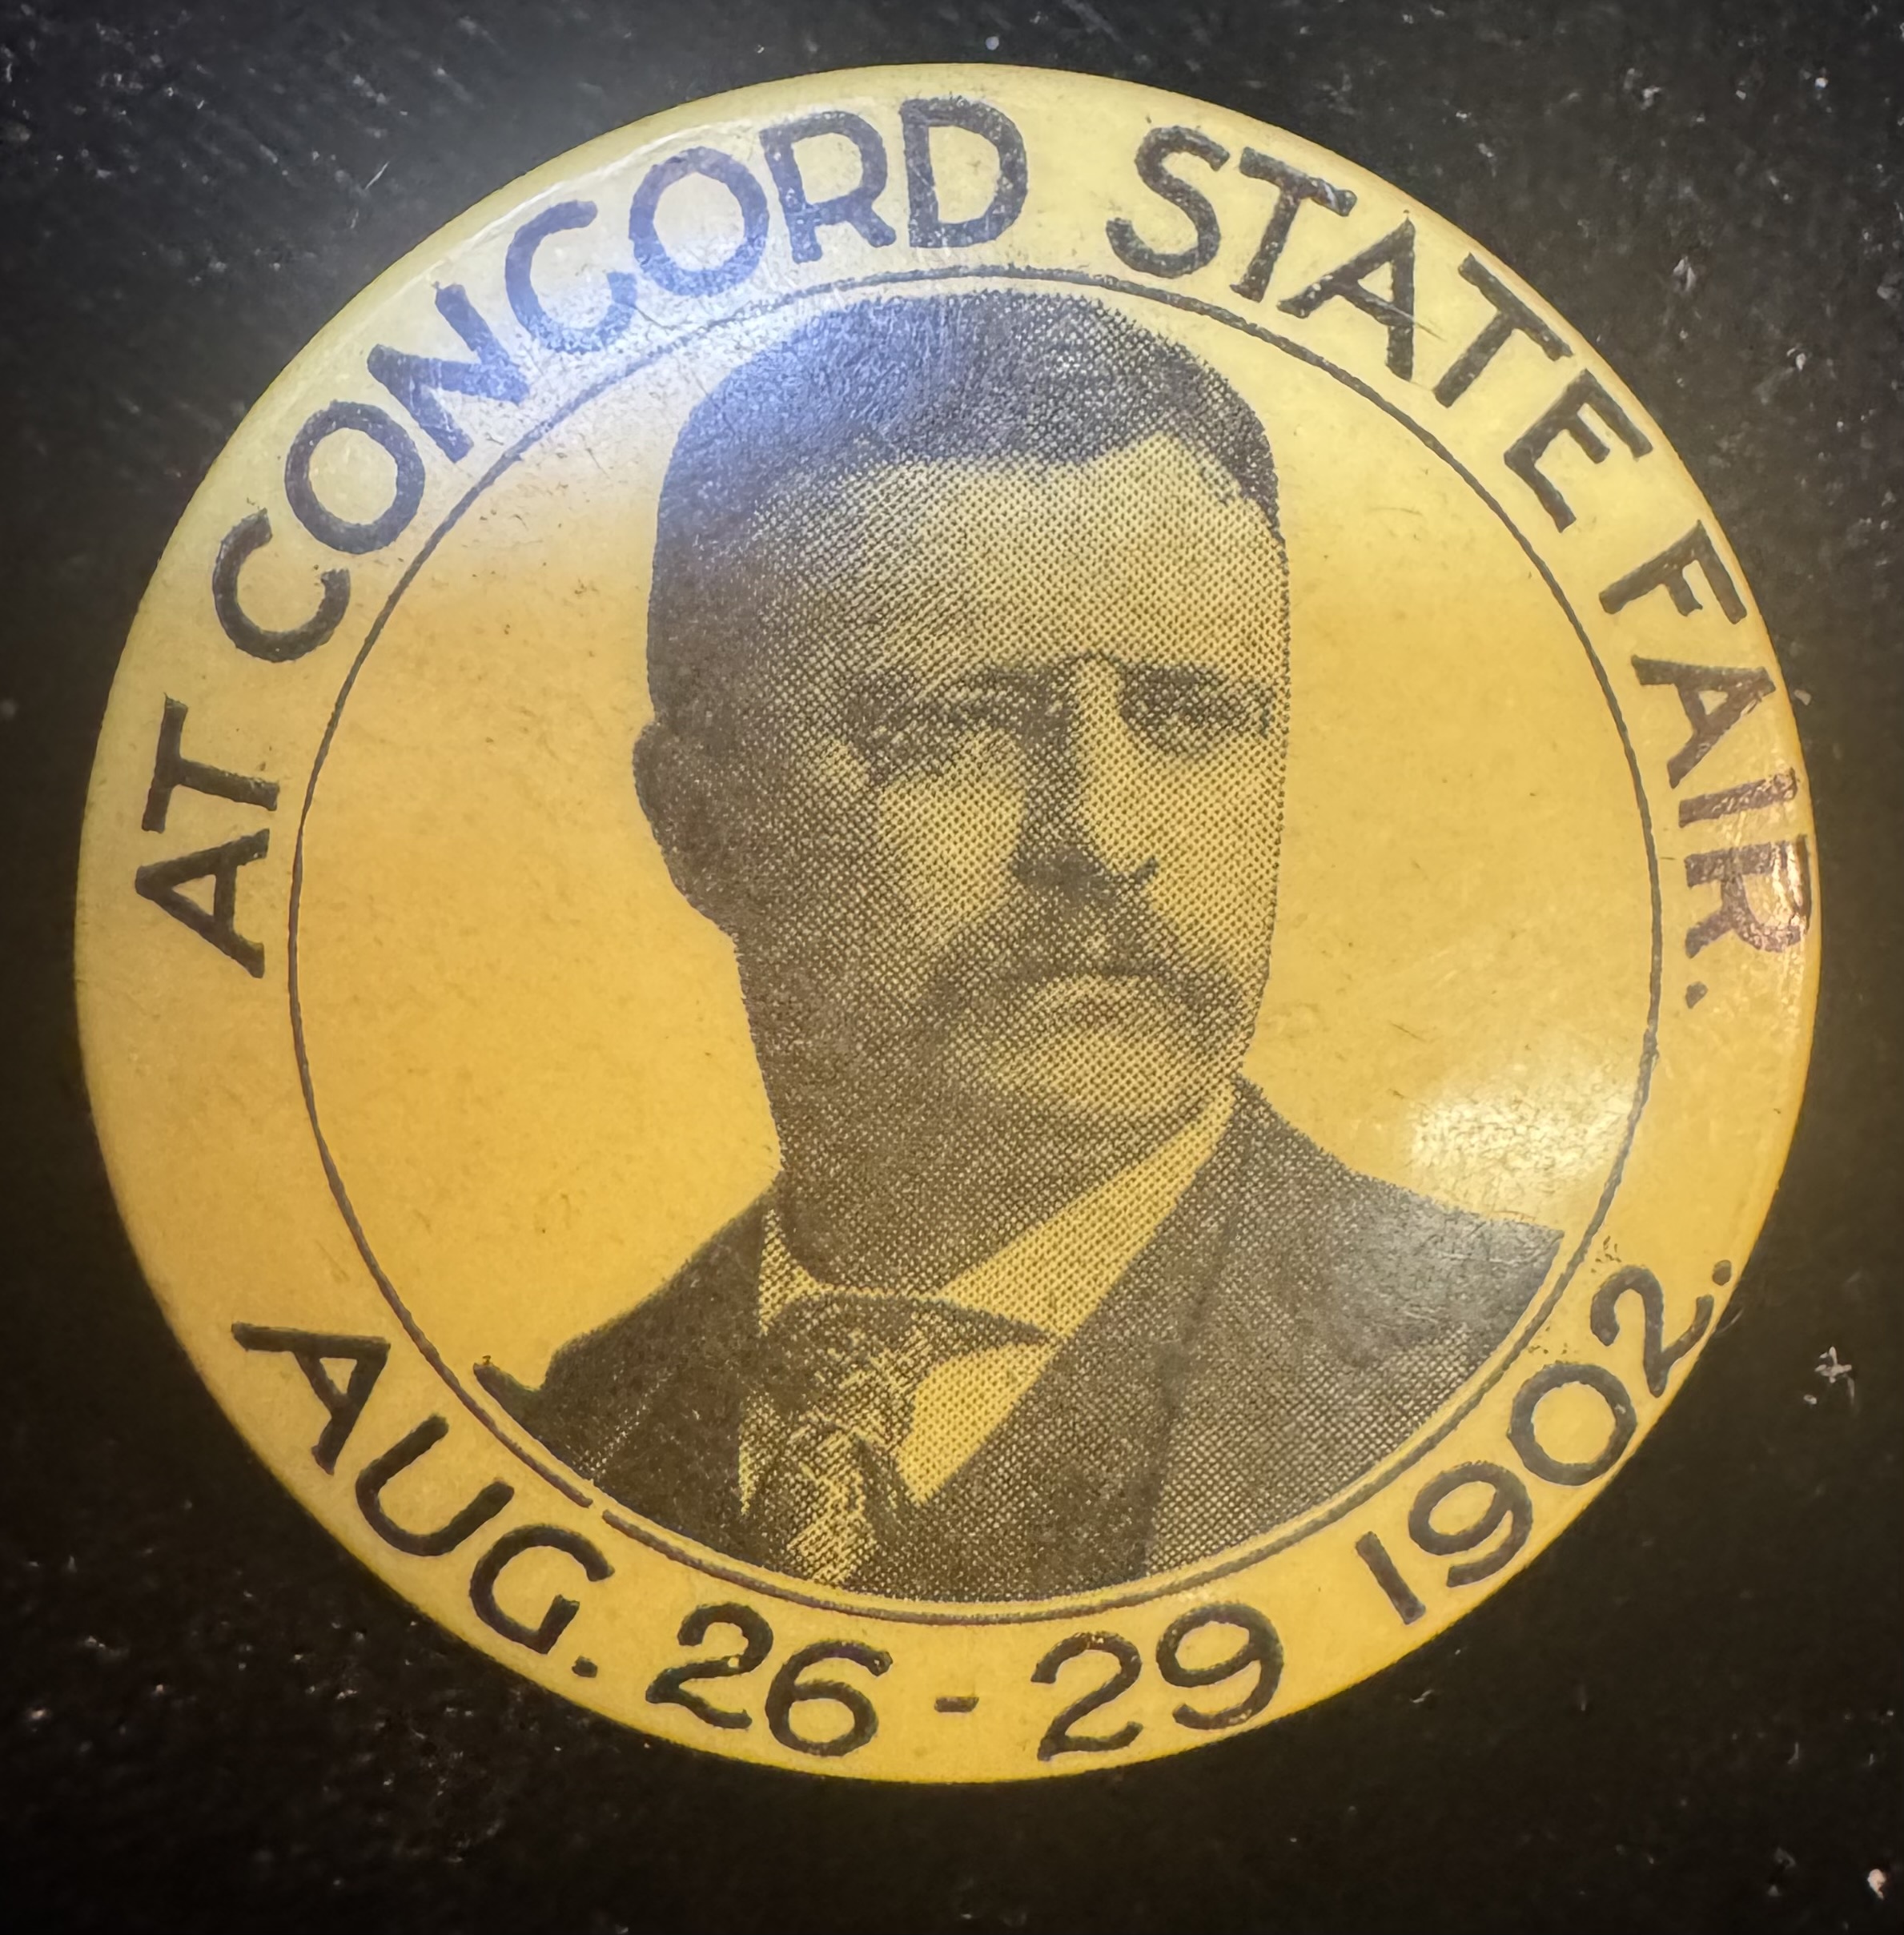 AT CONCORD STATE FAIR.
AUG. 26-29 1902.